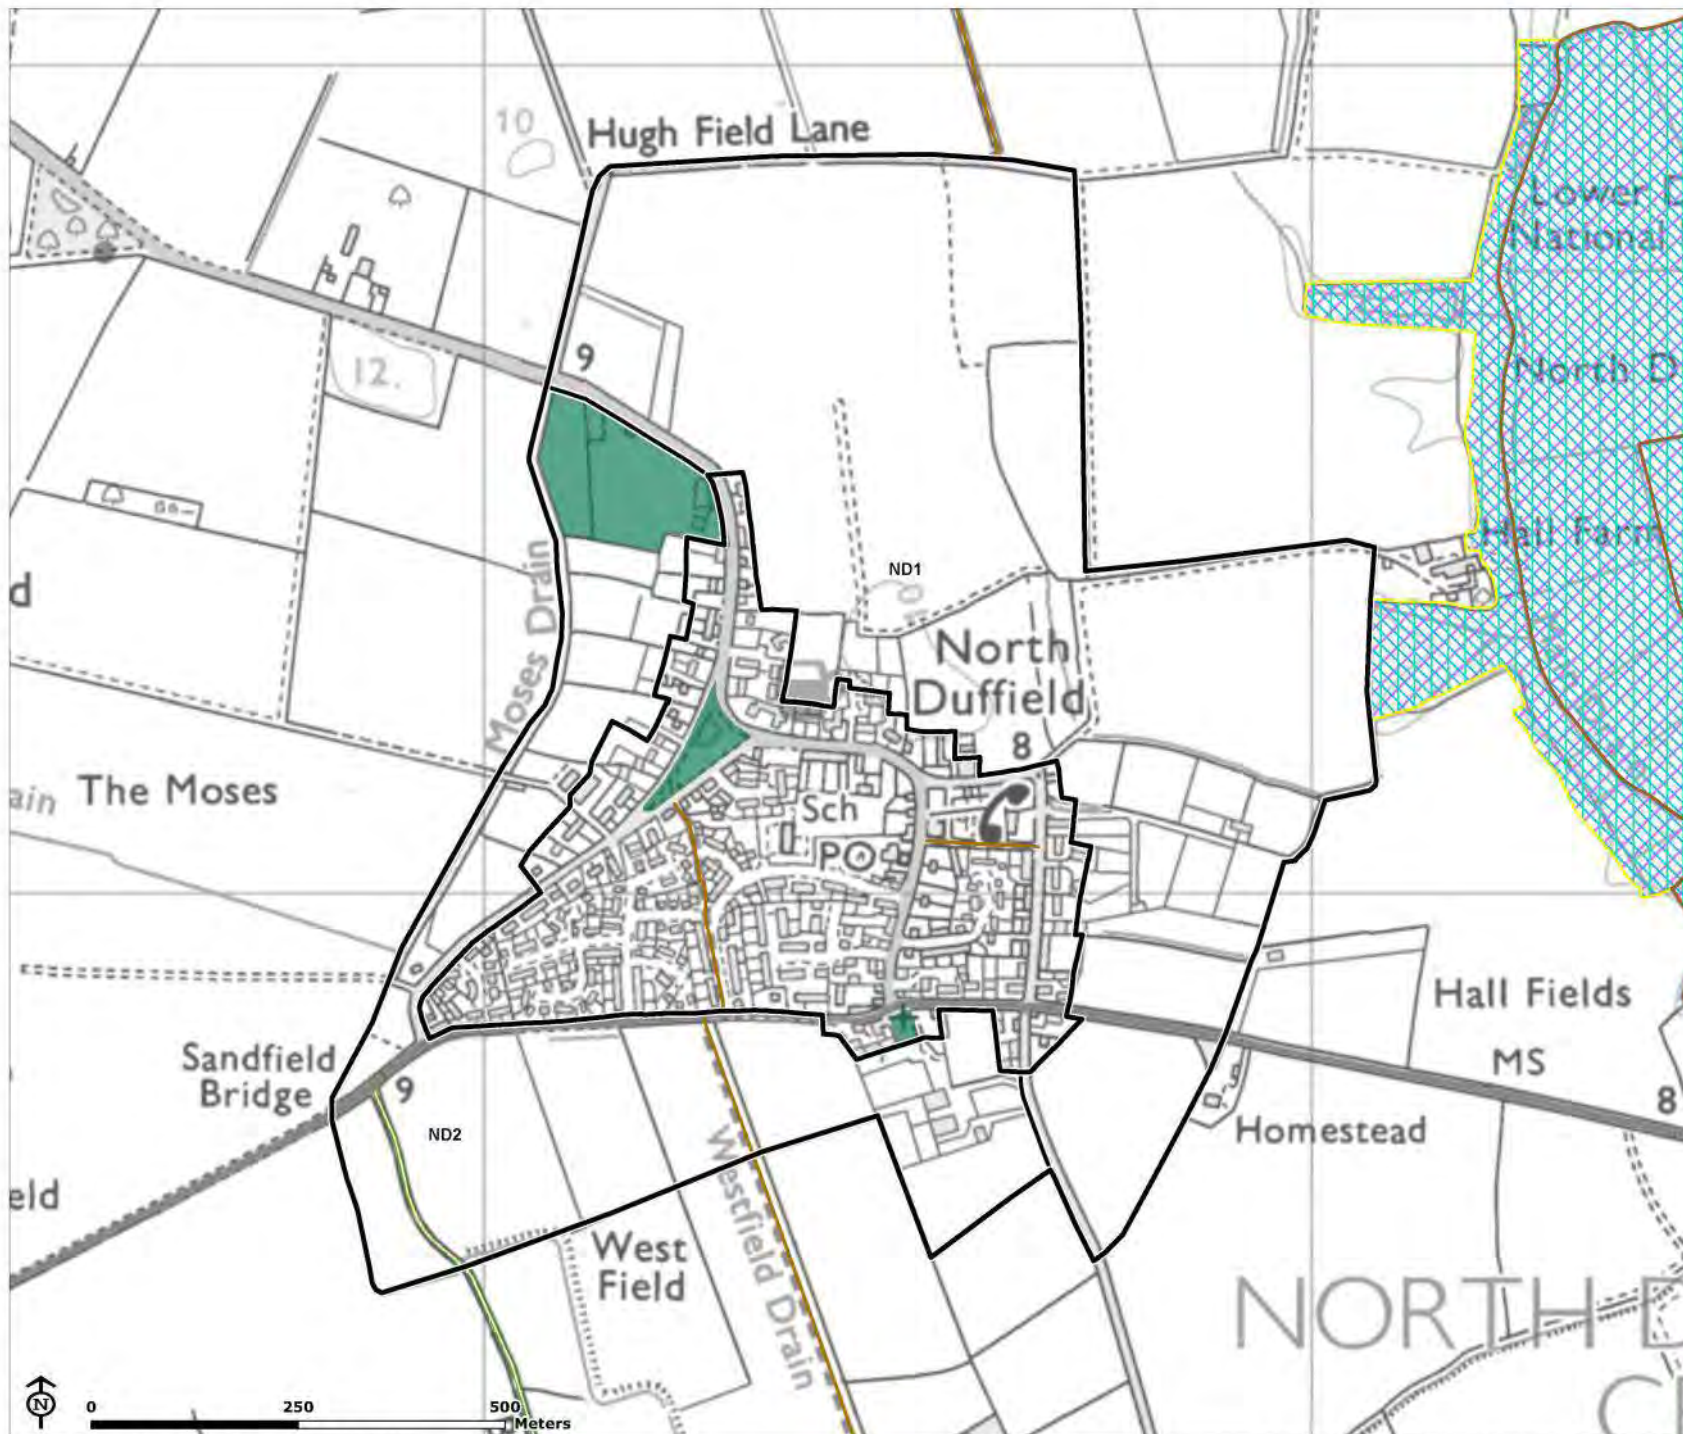 10
Hugh Field Lane
Lower D
National
9
12.
North D
Hall Farm
Moses Drain
ND1
d
North
Duffield
8
The Moses
ain
Sch
PO
Hall Fields
MS
Sandfield
Bridge
9
8
Homestead
ND2
Westfield Drain
eld
West
Field
NORTH D
N
0 250 500
Meters